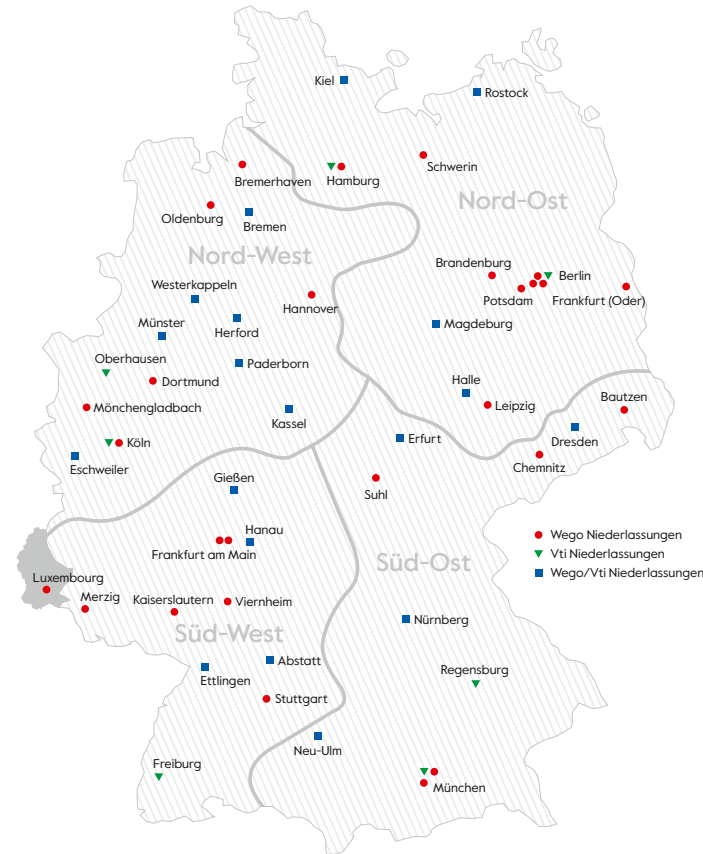 Kiel
Rostock
Schwerin
Bremerhaven
Hamburg
Nord-Ost
Oldenburg
Bremen
Nord-West
Brandenburg
Berlin
Westerkappeln
Potsdam
Frankfurt (Oder)
Hannover
Münster
Herford
Magdeburg
Oberhausen
Paderborn
Dortmund
Halle
Bautzen
Mönchengladbach
Leipzig
Kassel
Köln
Erfurt
Dresden
Eschweiler
Chemnitz
Gießen
Suhl
Hanau
Wego Niederlassungen
Frankfurt am Main
Vti Niederlassungen
Süd-Ost
Wego/Vti Niederlassungen
Luxembourg
Merzig
Kaiserslautern
Viernheim
Nürnberg
Süd-West
Abstatt
Regensburg
Ettlingen
Stuttgart
Neu-Ulm
Freiburg
München